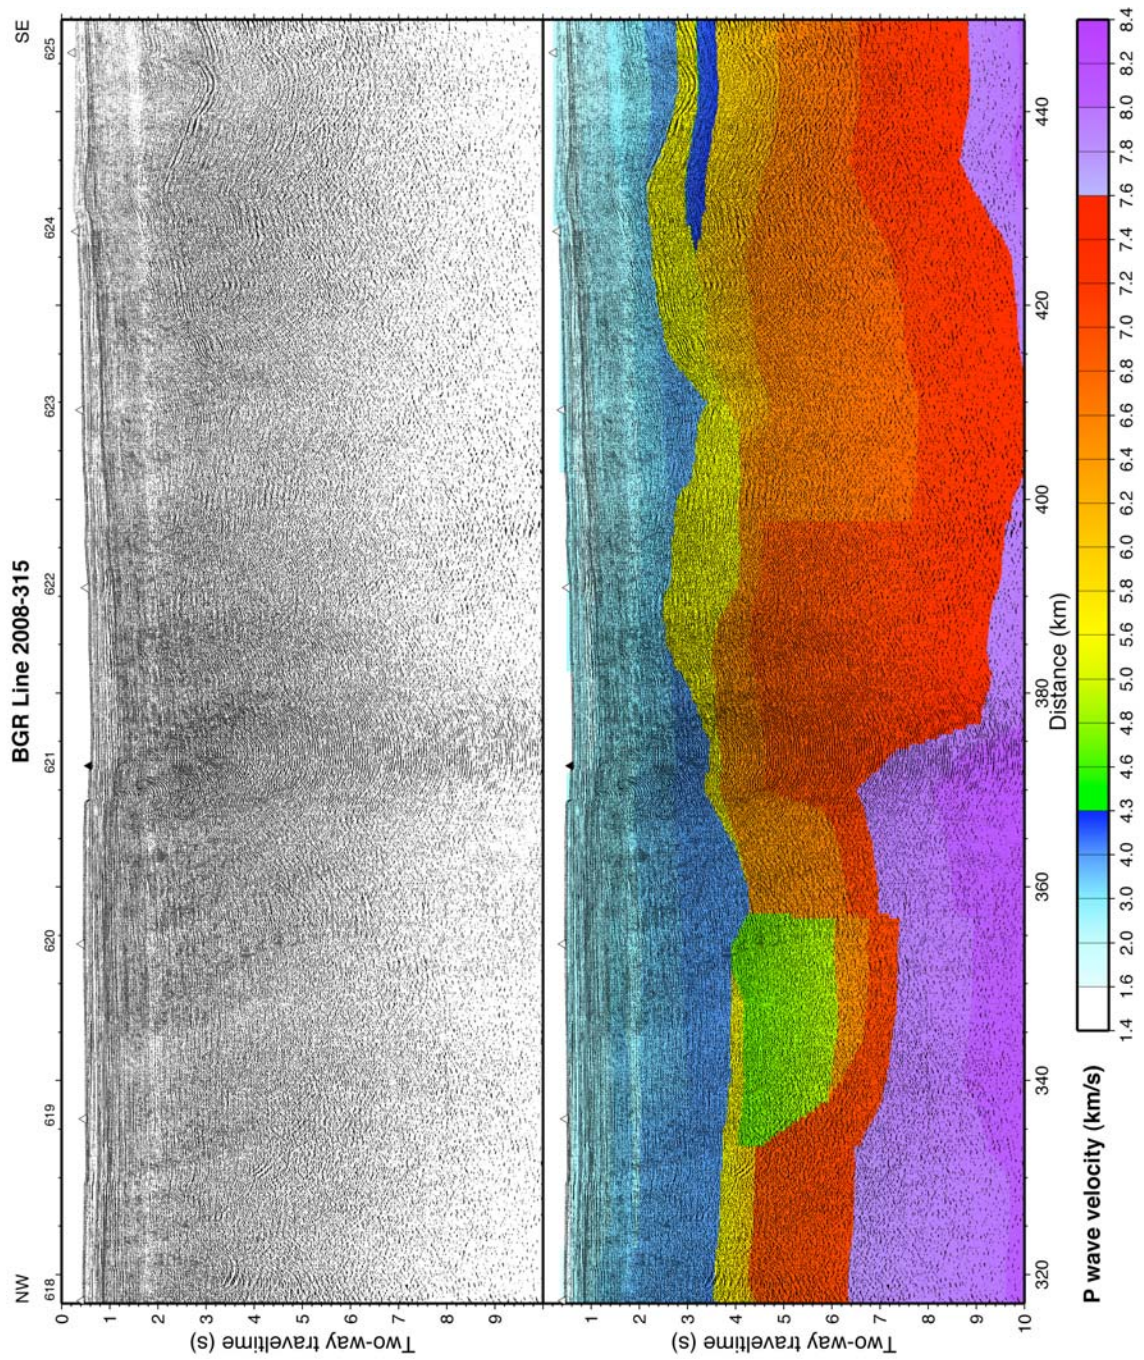 BGR Line 2008-315
NW
SE
618 619 620 621 622 623 624 625
Two-way traveltime (s)
0 1 2 3 4 5 6 7 8 9
Two-way traveltime (s)
1 2 3 4 5 6 7 8 9 10
320 340 360 380 400 420 440
Distance (km)
P wave velocity (km/s)
1.4 1.6 2.0 3.0 4.0 4.3 4.6 4.8 5.0 5.6 5.8 6.0 6.2 6.4 6.6 6.8 7.0 7.2 7.4 7.6 7.8 8.0 8.2 8.4